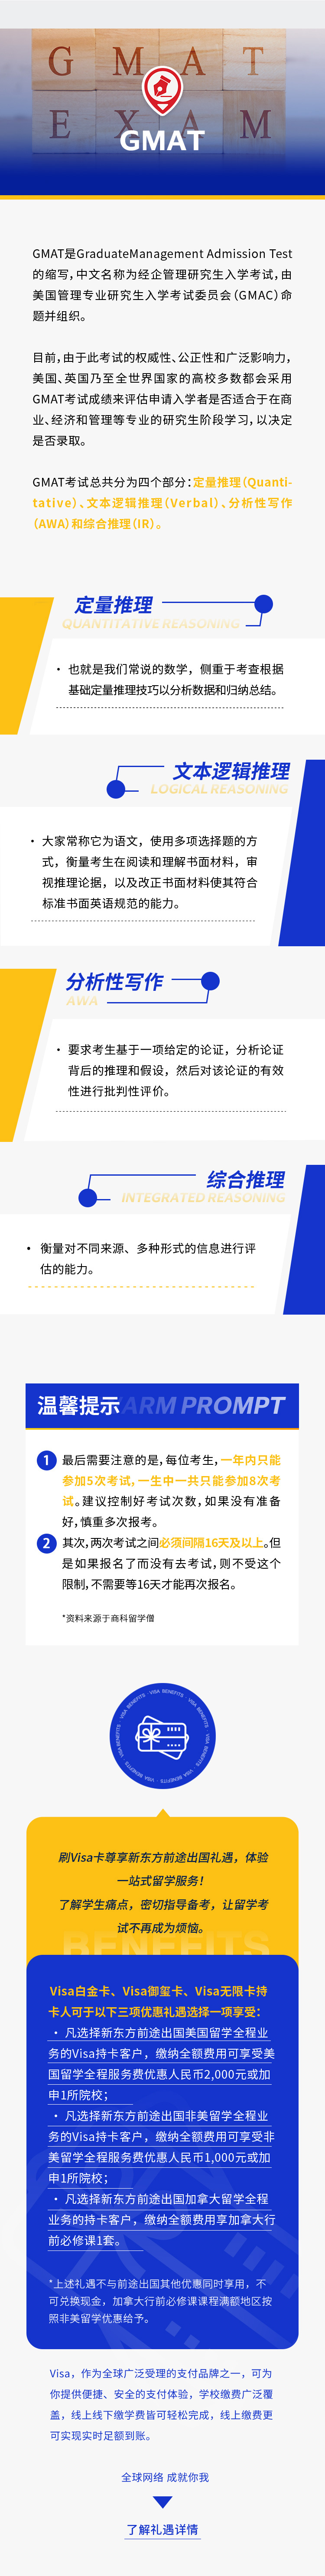 GMAT
EXAM
GMAT
GMAT是GraduateManagement Admission Test
的缩写,中文名称为经企管理研究生入学考试,由
美国管理专业研究生入学考试委员会(GMAC)命
题并组织。
目前,由于此考试的权威性、公正性和广泛影响力,
美国、英国乃至全世界国家的高校多数都会采用
GMAT考试成绩来评估申请入学者是否适合于在商
业、经济和管理等专业的研究生阶段学习,以决定
是否录取。
GMAT考试总共分为四个部分:定量推理(Quanti-
tative)、文本逻辑推理(Verbal)、分析性写作
(AWA)和综合推理(IR)。
定量推理
QUANTITATIVE REASONING
• 也就是我们常说的数学，侧重于考查根据
基础定量推理技巧以分析数据和归纳总结。
文本逻辑推理
LOGICAL REASONING
• 大家常称它为语文，使用多项选择题的方
式，衡量考生在阅读和理解书面材料，审
视推理论据，以及改正书面材料使其符合
标准书面英语规范的能力。
分析性写作
AWA
• 要求考生基于一项给定的论证，分析论证
背后的推理和假设，然后对该论证的有效
性进行批判性评价。
综合推理
INTEGRATED REASONING
• 衡量对不同来源、多种形式的信息进行评
估的能力。
温馨提示 WARM PROMPT
1 最后需要注意的是,每位考生,一年内只能
参加5次考试,一生中一共只能参加8次考
试。建议控制好考试次数,如果没有准备
好,慎重多次报考。
2 其次,两次考试之间必须间隔16天及以上。但
是如果报名了而没有去考试,则不受这个
限制,不需要等16天才能再次报名。
*资料来源于商科留学僧
VISA BENEFITS · VISA BENEFITS · VISA BENEFITS · VISA BENEFITS · VISA BENEFITS · VISA BENEFITS
刷Visa卡尊享新东方前途出国礼遇，体验
一站式留学服务！
了解学生痛点，密切指导备考，让留学考
试不再成为烦恼。
BENEFITS
Visa白金卡、Visa御玺卡、Visa无限卡持
卡人可于以下三项优惠礼遇选择一项享受：
• 凡选择新东方前途出国美国留学全程业
务的Visa持卡客户，缴纳全额费用可享受美
国留学全程服务费优惠人民币2,000元或加
申1所院校；
• 凡选择新东方前途出国非美留学全程业
务的Visa持卡客户，缴纳全额费用可享受非
美留学全程服务费优惠人民币1,000元或加
申1所院校；
• 凡选择新东方前途出国加拿大留学全程
业务的持卡客户，缴纳全额费用享加拿大行
前必修课1套。
*上述礼遇不与前途出国其他优惠同时享用，不
可兑换现金，加拿大行前必修课课程满额地区按
照非美留学优惠给予。
Visa，作为全球广泛受理的支付品牌之一，可为
你提供便捷、安全的支付体验，学校缴费广泛覆
盖，线上线下缴学费皆可轻松完成，线上缴费更
可实现实时足额到账。
全球网络 成就你我
了解礼遇详情